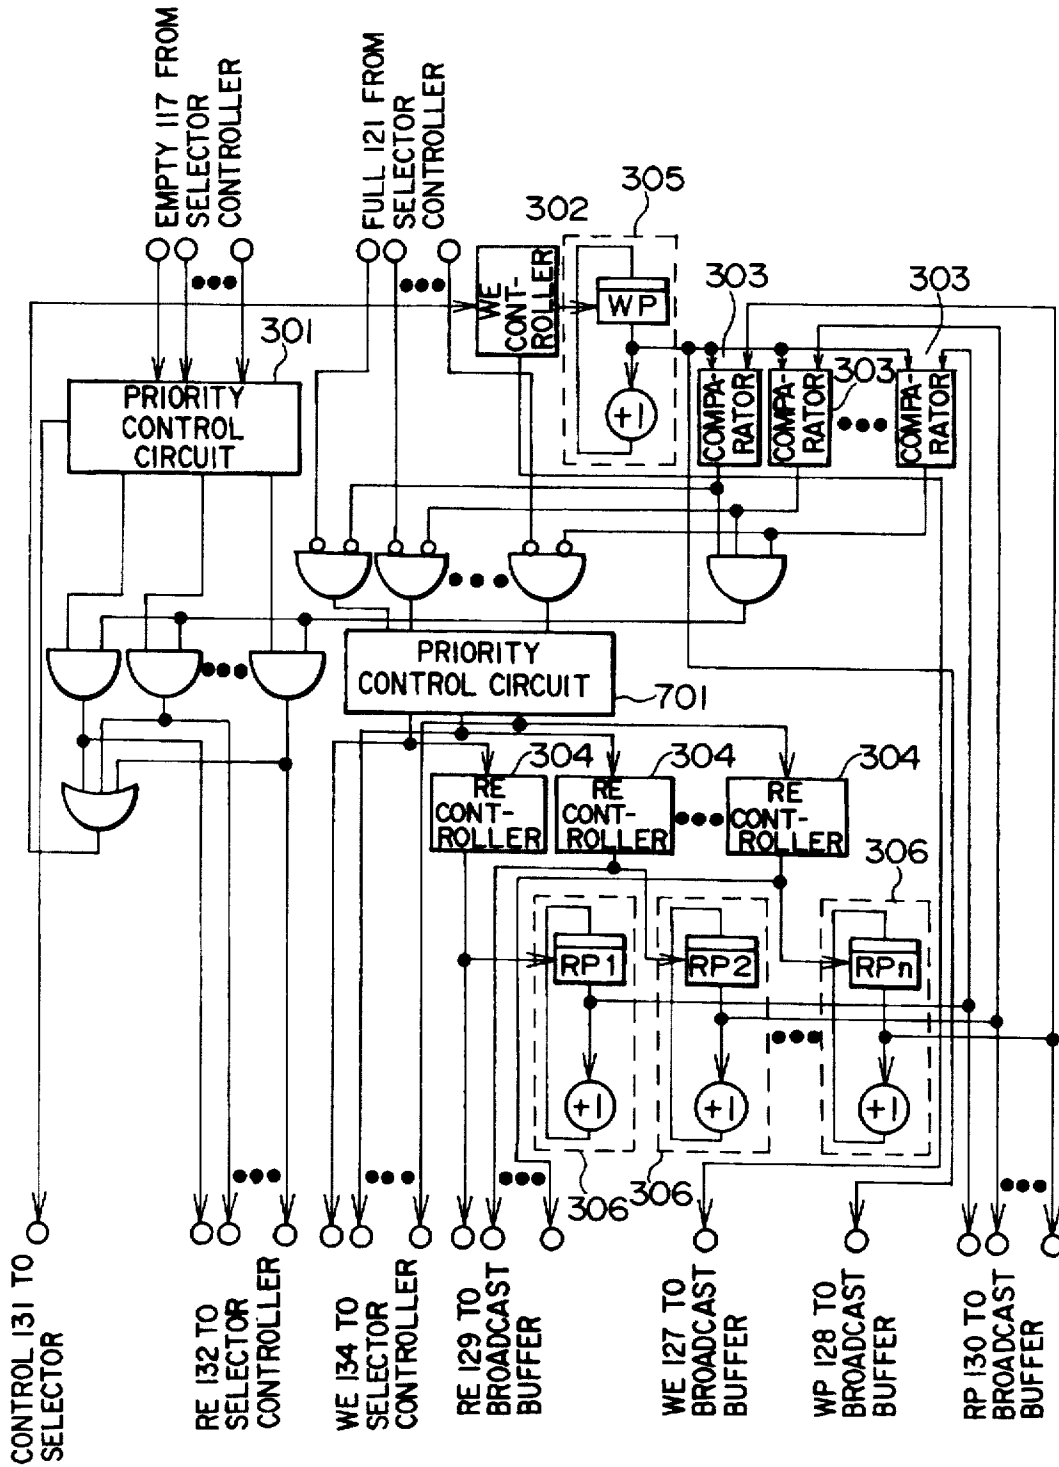 EMPTY 117 FROM
SELECTOR
CONTROLLER
FULL 121 FROM
SELECTOR
CONTROLLER
302
305
WE
CONT-
ROLLER
WP
+1
303
303
303
COMPA-
RATOR
COMPA-
RATOR
COMPA-
RATOR
301
PRIORITY
CONTROL
CIRCUIT
PRIORITY
CONTROL CIRCUIT
701
304
304
304
RE
CONT-
ROLLER
RE
CONT-
ROLLER
RE
CONT-
ROLLER
306
RP1
RP2
RPn
+1
+1
+1
306
306
CONTROL 131 TO
SELECTOR
RE 132 TO
SELECTOR
CONTROLLER
WE 134 TO
SELECTOR
CONTROLLER
RE 129 TO
BROADCAST
BUFFER
WE 127 TO
BROADCAST
BUFFER
WP 128 TO
BROADCAST
BUFFER
RP 130 TO
BROADCAST
BUFFER